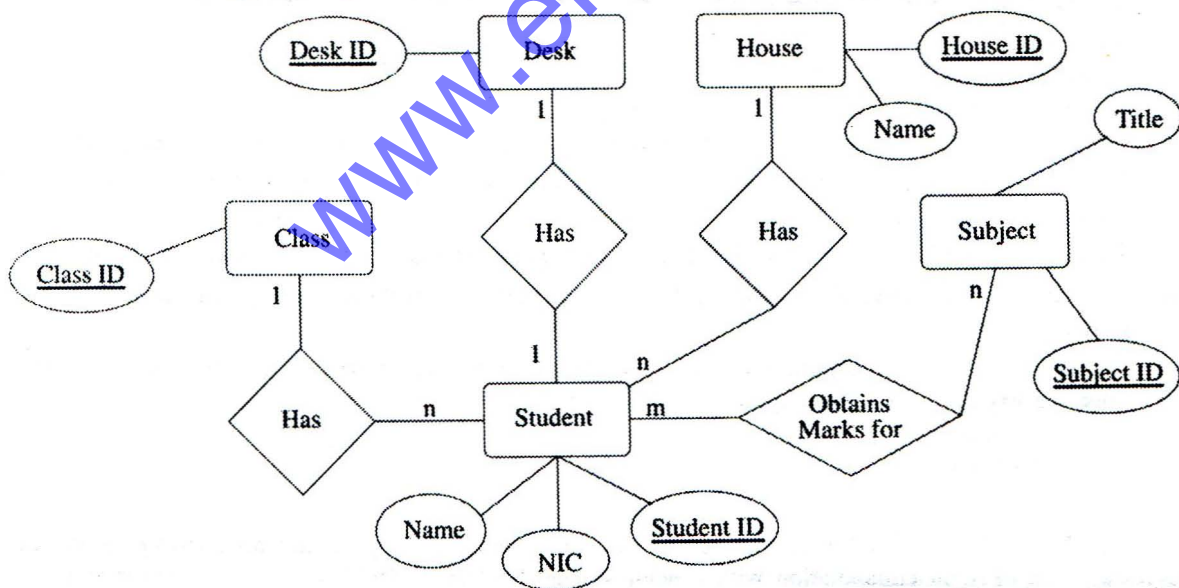 Desk ID
Desk
House
House ID
Name
Title
1
1
Class
Has
Has
Subject
Class ID
1
n
1
n
Subject ID
Has
n
Student
m
Obtains
Marks for
Name
NIC
Student ID